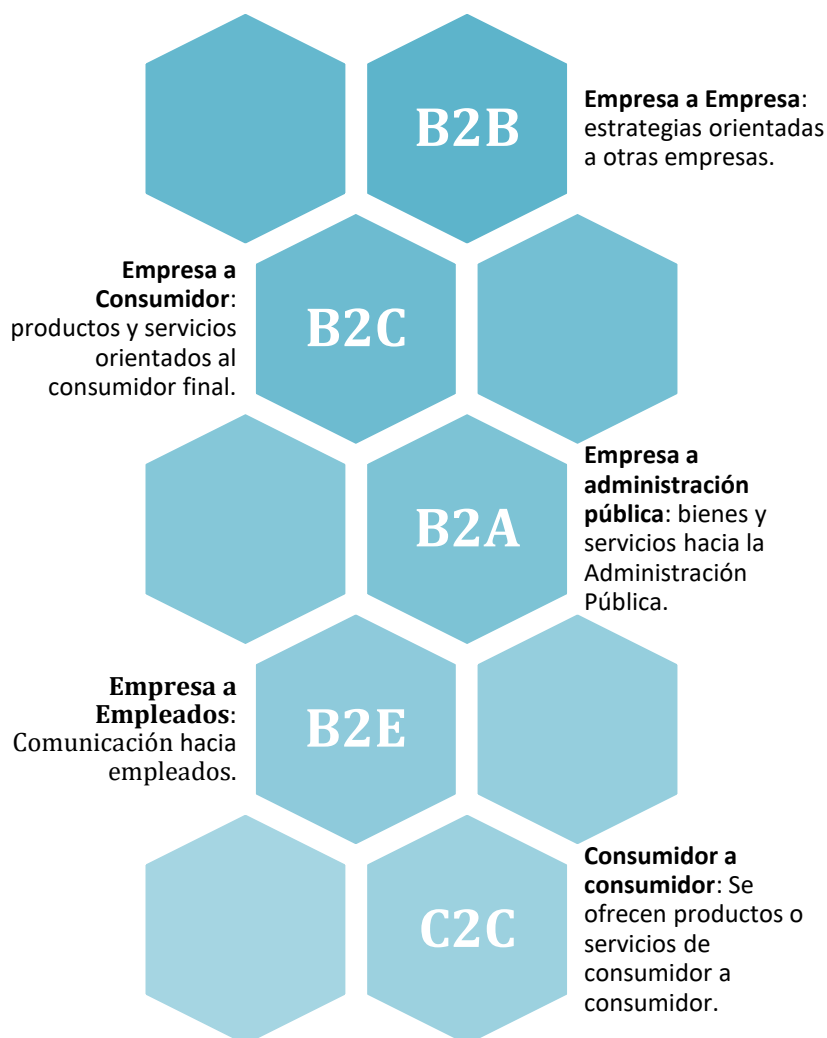 B2B
Empresa a Empresa:
estrategias orientadas
a otras empresas.
Empresa a
Consumidor:
productos y servicios
orientados al
consumidor final.
B2C
Empresa a
administración
pública: bienes y
servicios hacia la
Administración
Pública.
B2A
Empresa a
Empleados:
Comunicación hacia
empleados.
B2E
Consumidor a
consumidor: Se
ofrecen productos o
servicios de
consumidor a
consumidor.
C2C